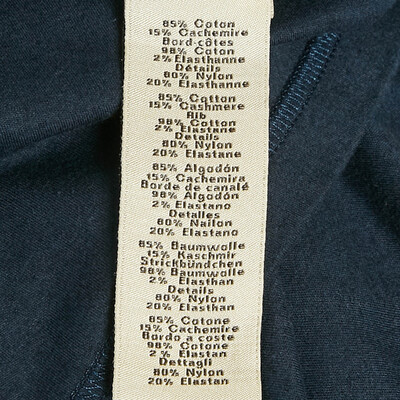 85% Coton
15% Cachemire
Bord-côtes
98% Coton
2% Elasthanne
Détails
80% Nylon
20% Elasthanne
85% Cotton
15% Cashmere
Rib
98% Cotton
2% Elastane
Details
80% Nylon
20% Elastane
85% Algodón
15% Cachemira
Borde de canalé
98% Algodón
2% Elastano
Detalles
80% Nailon
20% Elastano
85% Baumwolle
15% Kaschmir
Strickbündchen
98% Baumwolle
2% Elasthan
Details
80% Nylon
20% Elasthan
85% Cotone
15% Cachemire
Bordo a coste
98% Cotone
2% Elastan
Dettagli
80% Nylon
20% Elastan